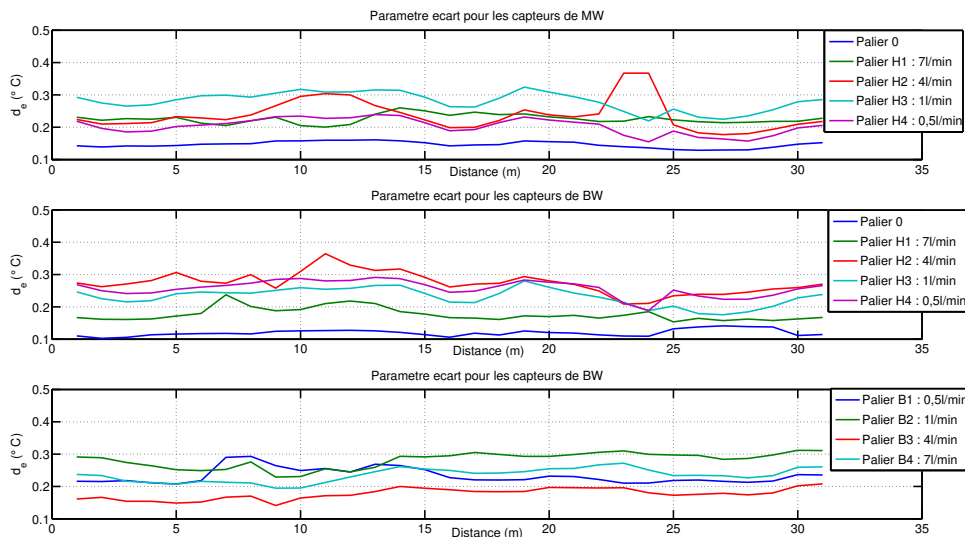 Parametre ecart pour les capteurs de MW
0.5
0.4
0.3
0.2
0.1
d_e (° C)
0 5 10 15 20 25 30 35
Distance (m)
Palier 0
Palier H1 : 7l/min
Palier H2 : 4l/min
Palier H3 : 1l/min
Palier H4 : 0,5l/min
Parametre ecart pour les capteurs de BW
0.5
0.4
0.3
0.2
0.1
d_e (° C)
0 5 10 15 20 25 30 35
Distance (m)
Palier 0
Palier H1 : 7l/min
Palier H2 : 4l/min
Palier H3 : 1l/min
Palier H4 : 0,5l/min
Parametre ecart pour les capteurs de BW
0.5
0.4
0.3
0.2
0.1
d_e (° C)
0 5 10 15 20 25 30 35
Distance (m)
Palier B1 : 0,5l/min
Palier B2 : 1l/min
Palier B3 : 4l/min
Palier B4 : 7l/min